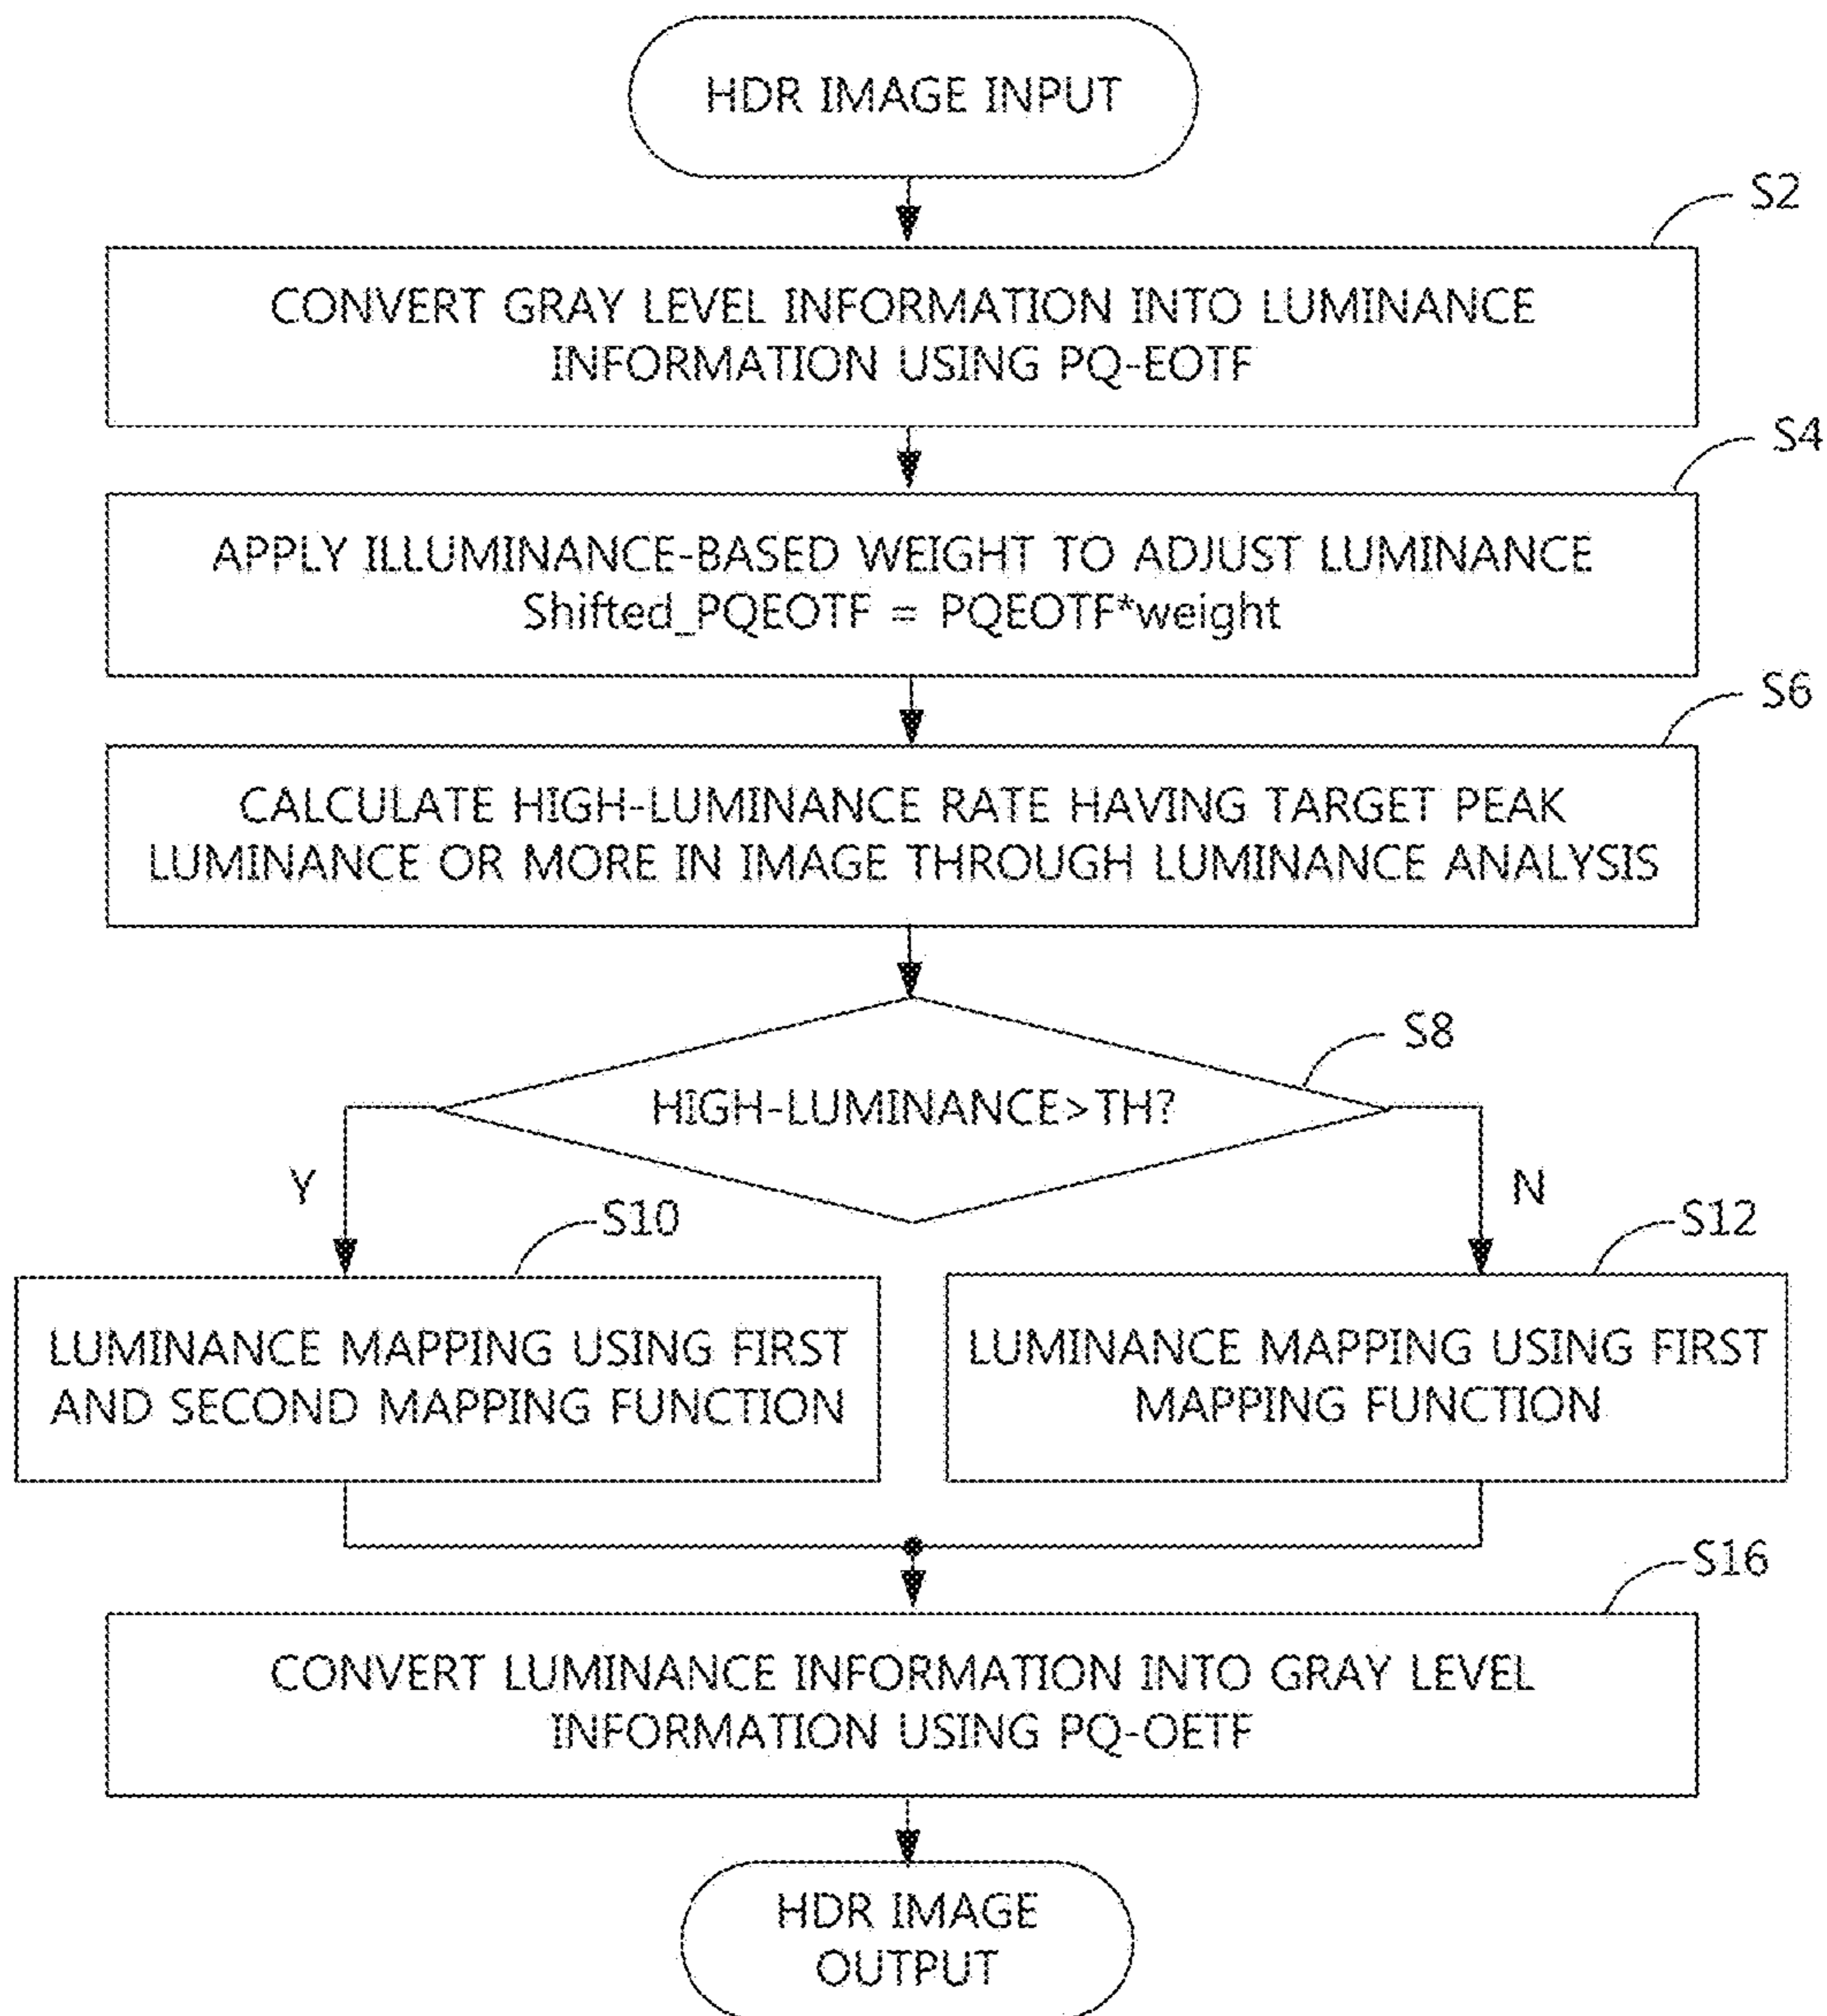 HDR IMAGE INPUT
S2
CONVERT GRAY LEVEL INFORMATION INTO LUMINANCE
INFORMATION USING PQ-EOTF
S4
APPLY ILLUMINANCE-BASED WEIGHT TO ADJUST LUMINANCE
Shifted_PQEOTF = PQEOTF*weight
S6
CALCULATE HIGH-LUMINANCE RATE HAVING TARGET PEAK
LUMINANCE OR MORE IN IMAGE THROUGH LUMINANCE ANALYSIS
S8
HIGH-LUMINANCE>TH?
Y
N
S10
S12
LUMINANCE MAPPING USING FIRST
AND SECOND MAPPING FUNCTION
LUMINANCE MAPPING USING FIRST
MAPPING FUNCTION
S16
CONVERT LUMINANCE INFORMATION INTO GRAY LEVEL
INFORMATION USING PQ-OETF
HDR IMAGE
OUTPUT